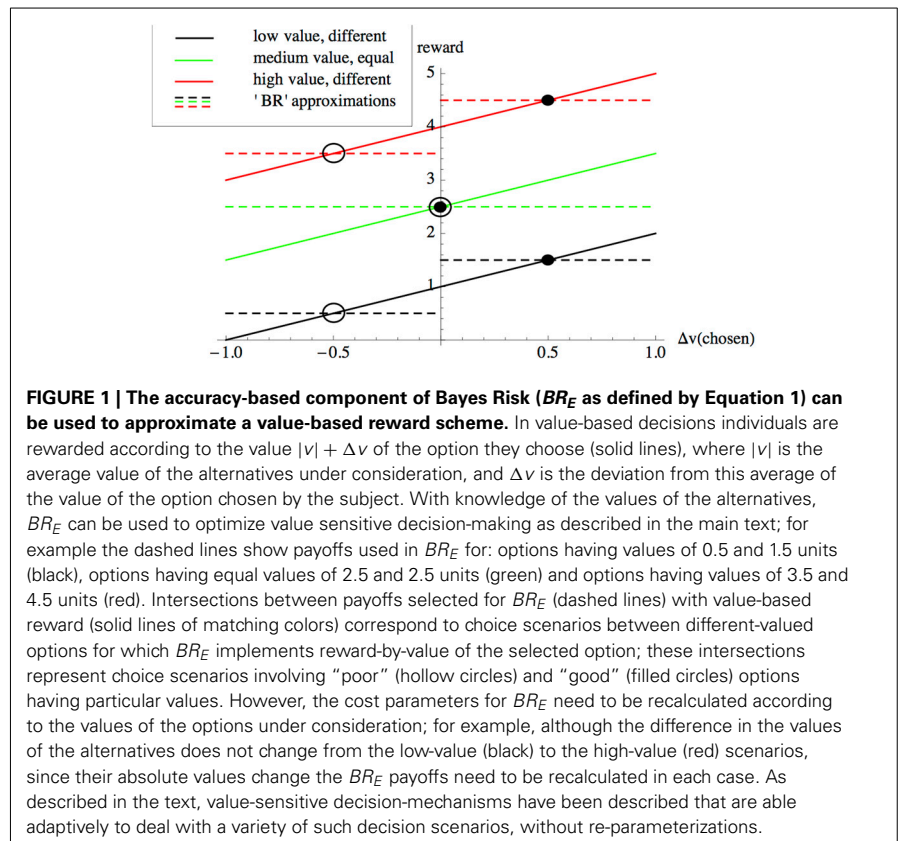 low value, different
medium value, equal
high value, different
'BR' approximations
reward
5
4
3
2
1
−1.0
−0.5
0.5
1.0
Δv(chosen)
FIGURE 1 | The accuracy-based component of Bayes Risk (BR_E as defined by Equation 1) can
be used to approximate a value-based reward scheme. In value-based decisions individuals are
rewarded according to the value |v| + Δv of the option they choose (solid lines), where |v| is the
average value of the alternatives under consideration, and Δv is the deviation from this average of
the value of the option chosen by the subject. With knowledge of the values of the alternatives,
BR_E can be used to optimize value sensitive decision-making as described in the main text; for
example the dashed lines show payoffs used in BR_E for: options having values of 0.5 and 1.5 units
(black), options having equal values of 2.5 and 2.5 units (green) and options having values of 3.5 and
4.5 units (red). Intersections between payoffs selected for BR_E (dashed lines) with value-based
reward (solid lines of matching colors) correspond to choice scenarios between different-valued
options for which BR_E implements reward-by-value of the selected option; these intersections
represent choice scenarios involving “poor” (hollow circles) and “good” (filled circles) options
having particular values. However, the cost parameters for BR_E need to be recalculated according
to the values of the options under consideration; for example, although the difference in the values
of the alternatives does not change from the low-value (black) to the high-value (red) scenarios,
since their absolute values change the BR_E payoffs need to be recalculated in each case. As
described in the text, value-sensitive decision-mechanisms have been described that are able
adaptively to deal with a variety of such decision scenarios, without re-parameterizations.